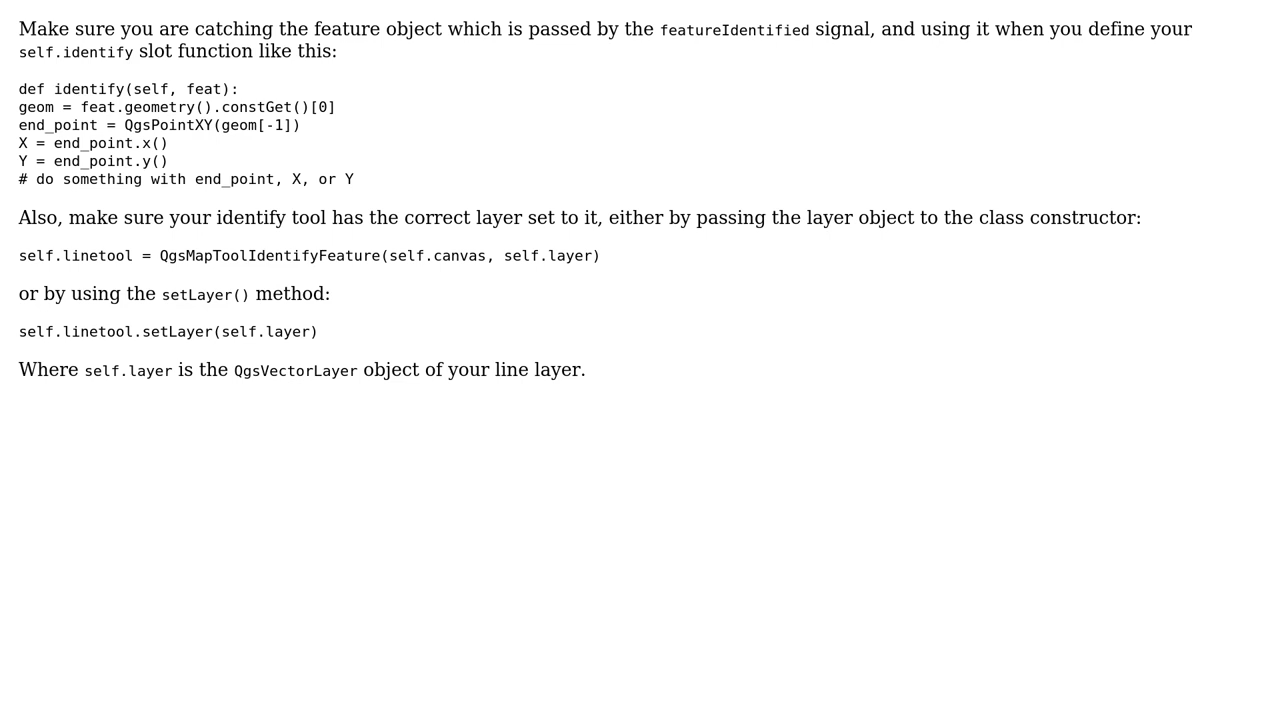 Make sure you are catching the feature object which is passed by the featureIdentified signal, and using it when you define your
self.identify slot function like this:
def identify(self, feat):
geom = feat.geometry().constGet()[0]
end_point = QgsPointXY(geom[-1])
X = end_point.x()
Y = end_point.y()
# do something with end_point, X, or Y
Also, make sure your identify tool has the correct layer set to it, either by passing the layer object to the class constructor:
self.linetool = QgsMapToolIdentifyFeature(self.canvas, self.layer)
or by using the setLayer() method:
self.linetool.setLayer(self.layer)
Where self.layer is the QgsVectorLayer object of your line layer.